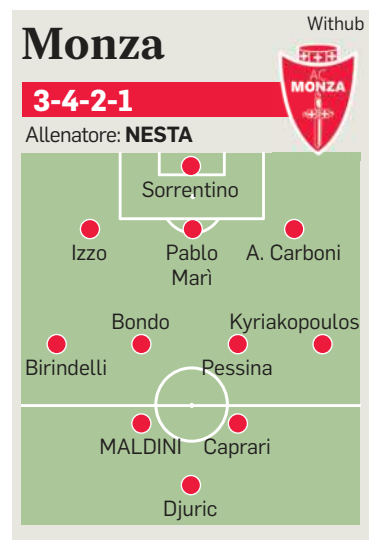 Withub
Monza
AC
MONZA
3-4-2-1
Allenatore: NESTA
Sorrentino
Izzo
Pablo
Marì
A. Carboni
Bondo
Kyriakopoulos
Birindelli
Pessina
MALDINI
Caprari
Djuric